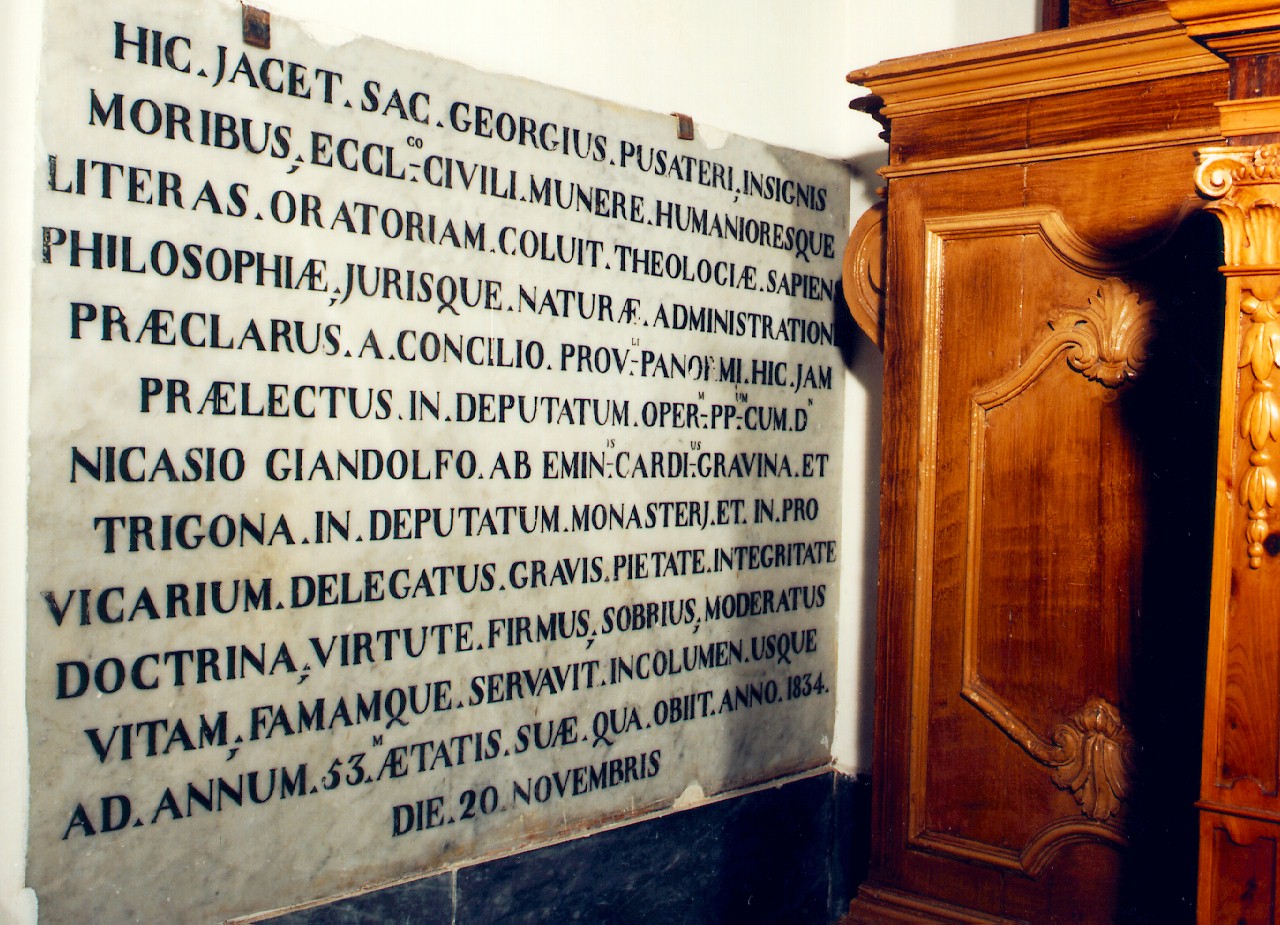 HIC.JACET.SAC.GEORGIUS.PUSATERI,INSIGNIS
MORIBUS,ECCL-CO CIVILI.MUNERE.HUMANIORESQUE
LITERAS.ORATORIAM.COLUIT.THEOLOCIÆ.SAPIENS
PHILOSOPHIÆ,JURISQUE.NATURÆ.ADMINISTRATION
PRÆCLARUS.A.CONCILIO.PROV-LI PANORMI.HIC.JAM
PRÆLECTUS.IN.DEPUTATUM.OPER-M PP-UM CUM.D N
NICASIO GIANDOLFO.AB EMIN-IS CARDI-US GRAVINA.ET
TRIGONA.IN.DEPUTATUM.MONASTERJ.ET.IN.PRO
VICARIUM.DELEGATUS.GRAVIS.PIETATE.INTEGRITATE
DOCTRINA,VIRTUTE.FIRMUS,SOBRIUS,MODERATUS
VITAM,FAMAMQUE.SERVAVIT.INCOLUMEN.USQUE
AD.ANNUM.53.M ÆTATIS.SUÆ.QUA.OBIIT.ANNO.1834.
DIE.20.NOVEMBRIS